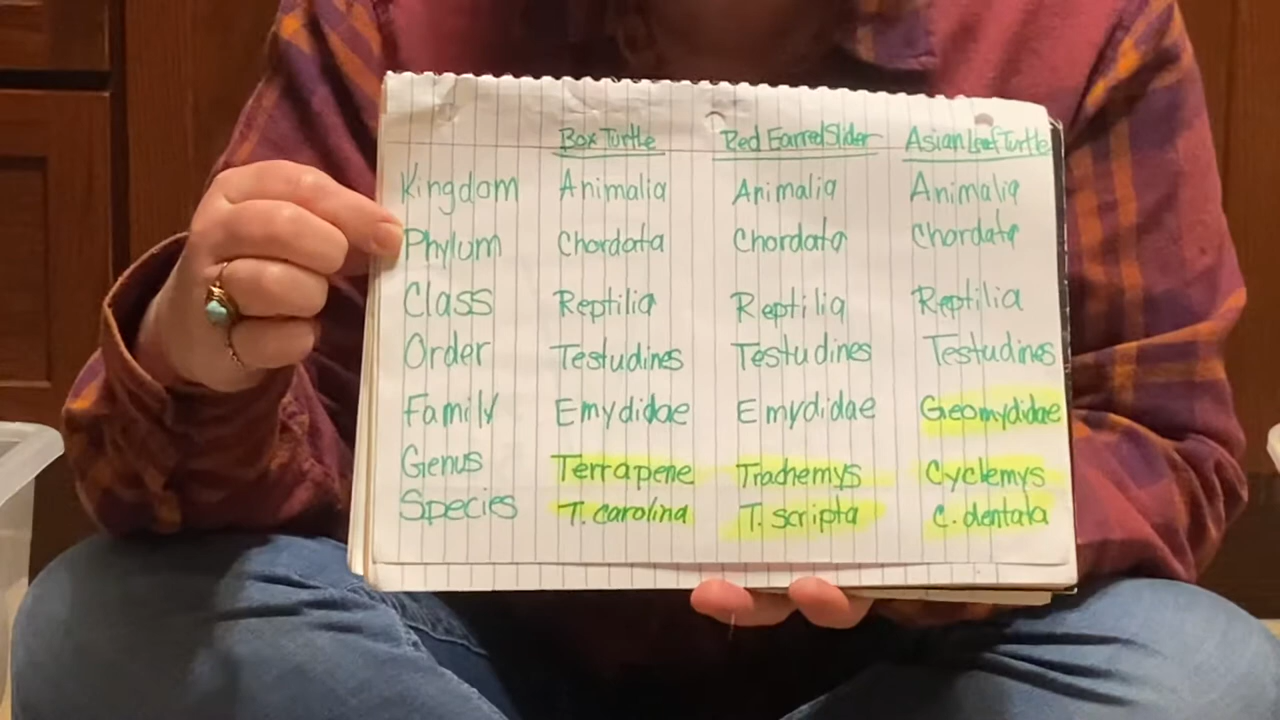 Box Turtle Red Earred Slider Asian Leaf Turtle
Kingdom Animalia Animalia Animalia
Phylum Chordata Chordata Chordata
Class Reptilia Reptilia Reptilia
Order Testudines Testudines Testudines
Family Emydidae Emydidae Geomydidae
Genus Terrapene Trachemys Cyclemys
Species T. carolina T. scripta C. dentata